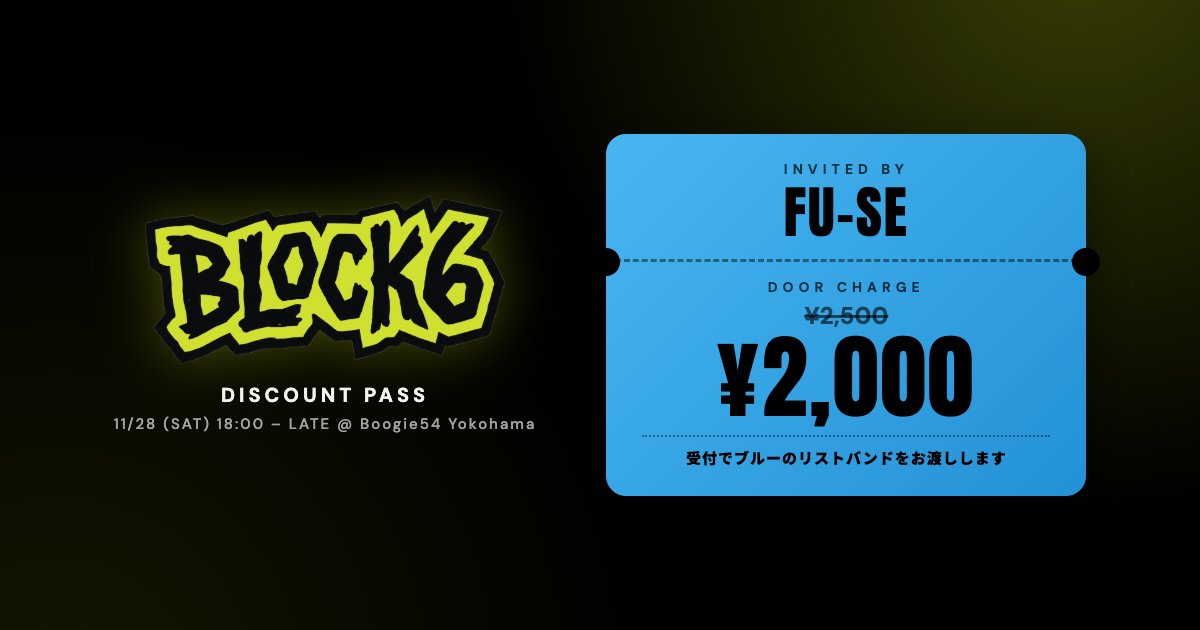 BLOCK6
DISCOUNT PASS
11/28 (SAT) 18:00 – LATE @ Boogie54 Yokohama
INVITED BY
FU-SE
DOOR CHARGE
¥2,500
¥2,000
受付でブルーのリストバンドをお渡しします